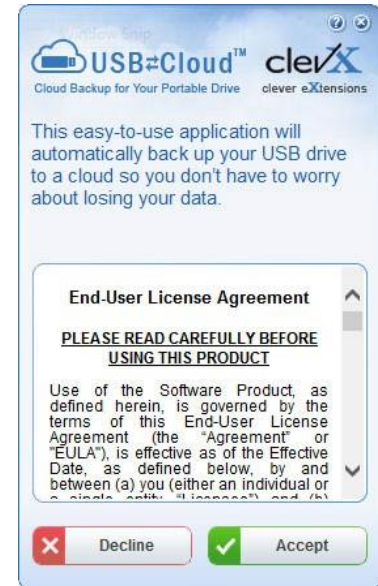 USB⇄Cloud™
clevX
Cloud Backup for Your Portable Drive
clever eXtensions
This easy-to-use application will
automatically back up your USB drive
to a cloud so you don't have to worry
about losing your data.
End-User License Agreement
PLEASE READ CAREFULLY BEFORE
USING THIS PRODUCT
Use of the Software Product, as
defined herein, is governed by the
terms of this End-User License
Agreement (the “Agreement” or
"EULA"), is effective as of the Effective
Date, as defined below, by and
between (a) you (either an individual or
a single entity "Licensee") and (b)
Decline
Accept